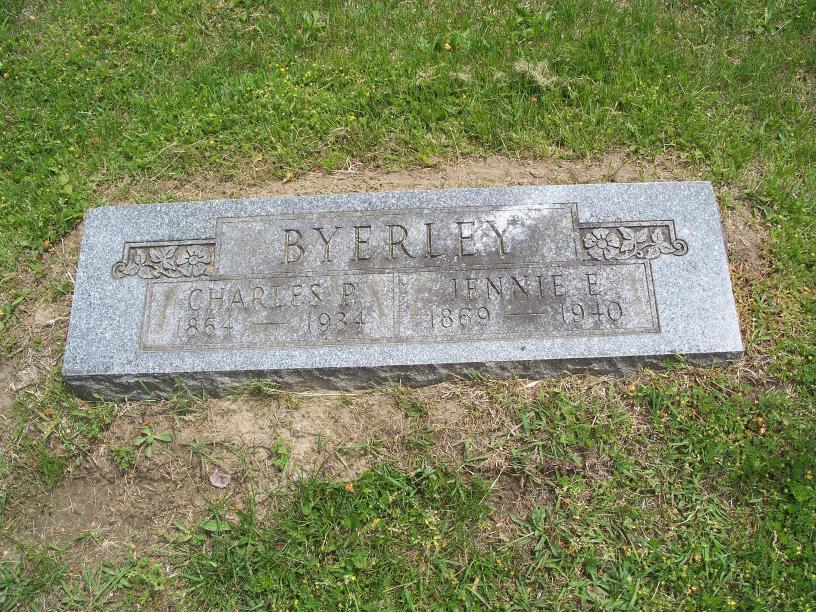 BYERLEY
CHARLES P. JENNIE E.
1864 — 1934 1869 — 1940